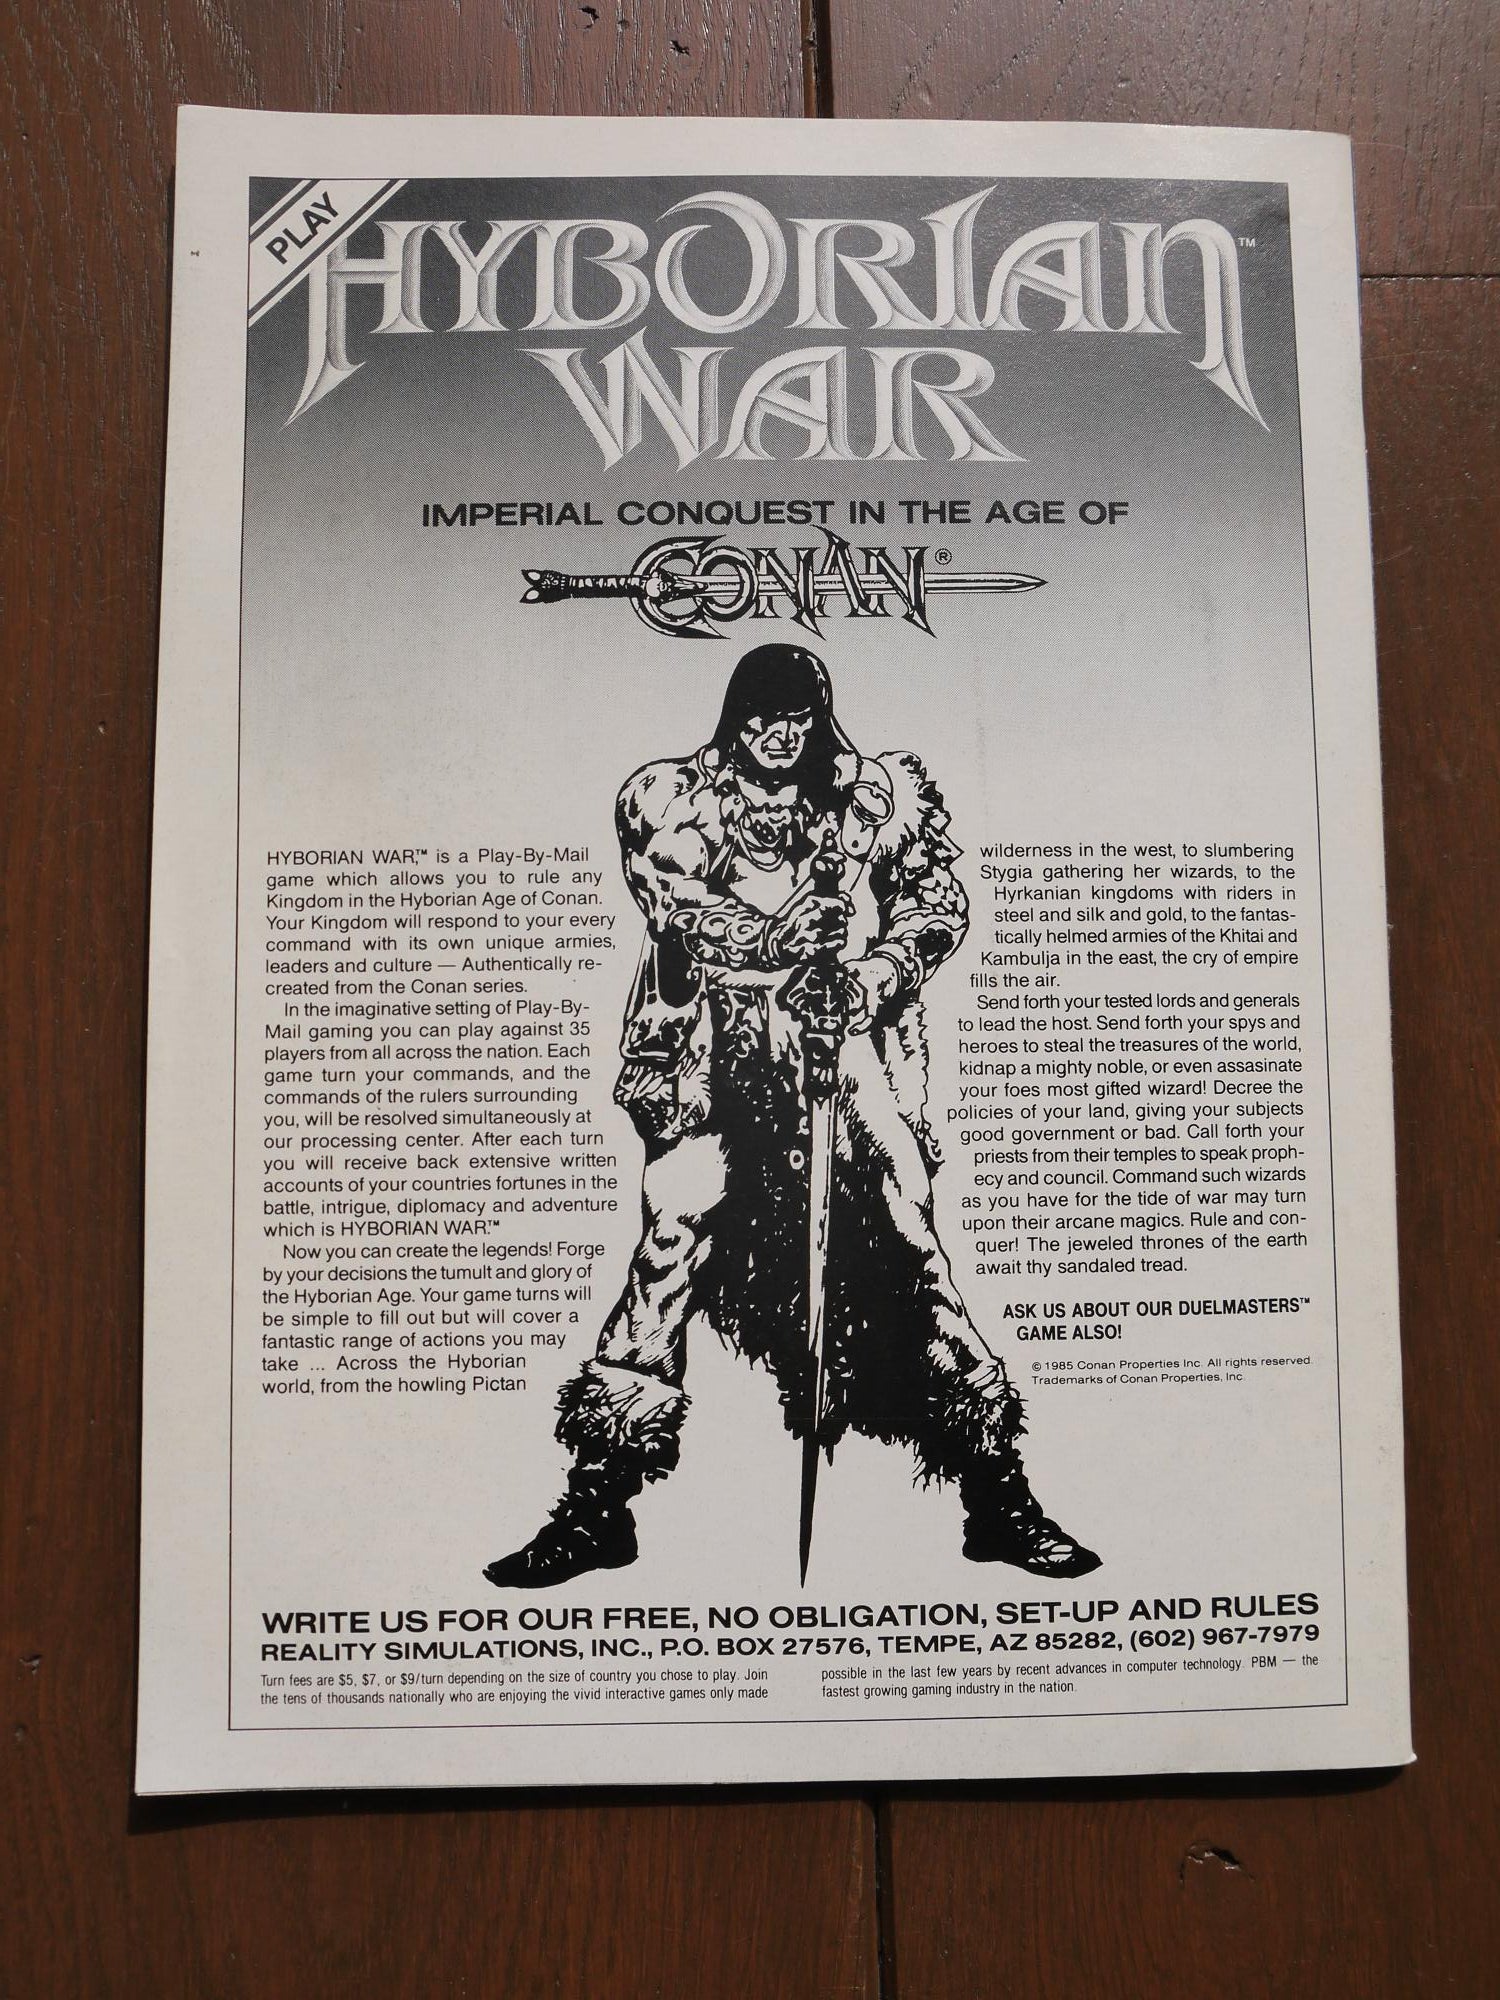 PLAY
HYBORIAN™
WAR
IMPERIAL CONQUEST IN THE AGE OF
CONAN®
HYBORIAN WAR,™ is a Play-By-Mail
game which allows you to rule any
Kingdom in the Hyborian Age of Conan.
Your Kingdom will respond to your every
command with its own unique armies,
leaders and culture — Authentically re-
created from the Conan series.
In the imaginative setting of Play-By-
Mail gaming you can play against 35
players from all across the nation. Each
game turn your commands, and the
commands of the rulers surrounding
you, will be resolved simultaneously at
our processing center. After each turn
you will receive back extensive written
accounts of your countries fortunes in the
battle, intrigue, diplomacy and adventure
which is HYBORIAN WAR.™
Now you can create the legends! Forge
by your decisions the tumult and glory of
the Hyborian Age. Your game turns will
be simple to fill out but will cover a
fantastic range of actions you may
take ... Across the Hyborian
world, from the howling Pictan
wilderness in the west, to slumbering
Stygia gathering her wizards, to the
Hyrkanian kingdoms with riders in
steel and silk and gold, to the fantas-
tically helmed armies of the Khitai and
Kambulja in the east, the cry of empire
fills the air.
Send forth your tested lords and generals
to lead the host. Send forth your spys and
heroes to steal the treasures of the world,
kidnap a mighty noble, or even assasinate
your foes most gifted wizard! Decree the
policies of your land, giving your subjects
good government or bad. Call forth your
priests from their temples to speak proph-
ecy and council. Command such wizards
as you have for the tide of war may turn
upon their arcane magics. Rule and con-
quer! The jeweled thrones of the earth
await thy sandaled tread.
ASK US ABOUT OUR DUELMASTERS™
GAME ALSO!
© 1985 Conan Properties Inc. All rights reserved.
Trademarks of Conan Properties, Inc.
WRITE US FOR OUR FREE, NO OBLIGATION, SET-UP AND RULES
REALITY SIMULATIONS, INC., P.O. BOX 27576, TEMPE, AZ 85282, (602) 967-7979
Turn fees are $5, $7, or $9/turn depending on the size of country you chose to play. Join
the tens of thousands nationally who are enjoying the vivid interactive games only made
possible in the last few years by recent advances in computer technology. PBM — the
fastest growing gaming industry in the nation.